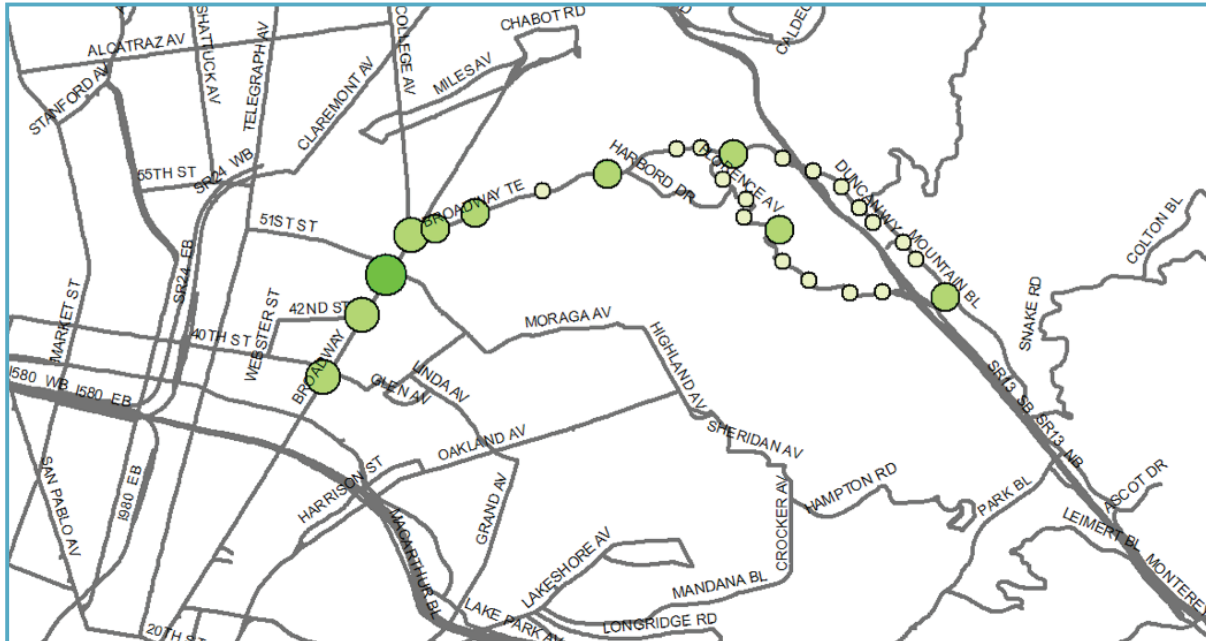 CHABOT RD
ALCATRAZ AV
SHATTUCK AV
TELEGRAPH AV
COLLEGE AV
STANFORD AV
CLAREMONT AV
MILES AV
55TH ST
SR24 WB
HARBORD DR
FLORENCE AV
DUNCAN WY
BROADWAY TE
51ST ST
SR24 EB
MOUNTAIN BL
COLTON BL
MARKET ST
WEBSTER ST
42ND ST
40TH ST
MORAGA AV
SNAKE RD
BROADWAY
GLEN AV
LINDA AV
HIGHLAND AV
I580 WB
I580 EB
SR13 SB
SR13 NB
OAKLAND AV
SHERIDAN AV
HARRISON ST
SAN PABLO AV
I980 EB
GRAND AV
CROCKER AV
HAMPTON RD
PARK BL
ASCOT DR
LEIMERT BL
MONTEREY
MACARTHUR BL
LAKESHORE AV
MANDANA BL
LAKE PARK AV
LONGRIDGE RD
20TH ST